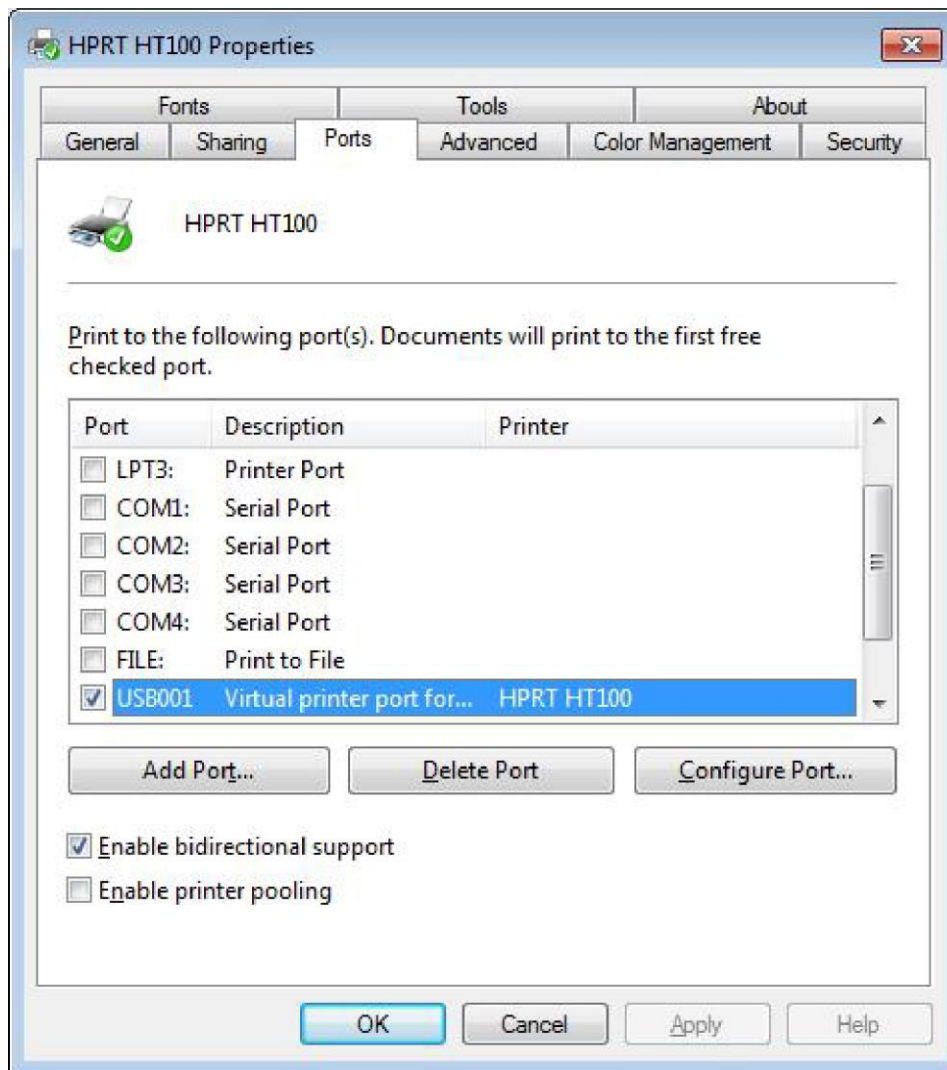 HPRT HT100 Properties
Fonts Tools About
General Sharing Ports Advanced Color Management Security
HPRT HT100
Print to the following port(s). Documents will print to the first free
checked port.
Port Description Printer
LPT3: Printer Port
COM1: Serial Port
COM2: Serial Port
COM3: Serial Port
COM4: Serial Port
FILE: Print to File
USB001 Virtual printer port for... HPRT HT100
Add Port... Delete Port Configure Port...
Enable bidirectional support
Enable printer pooling
OK Cancel Apply Help